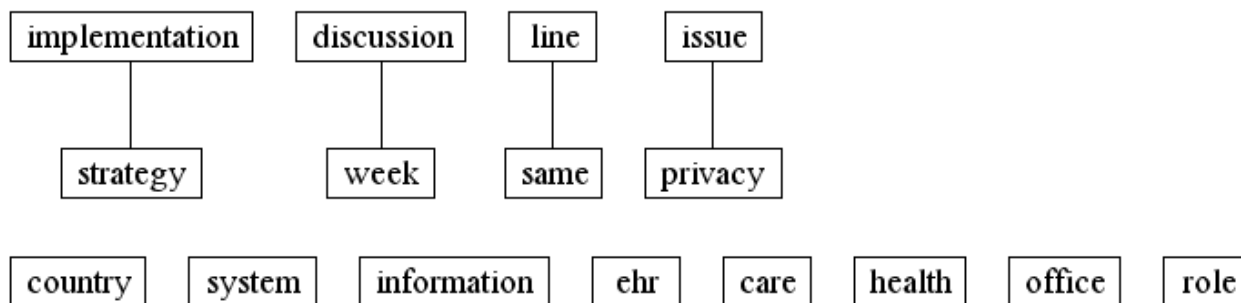 implementation discussion line issue
strategy week same privacy
country system information ehr care health office role